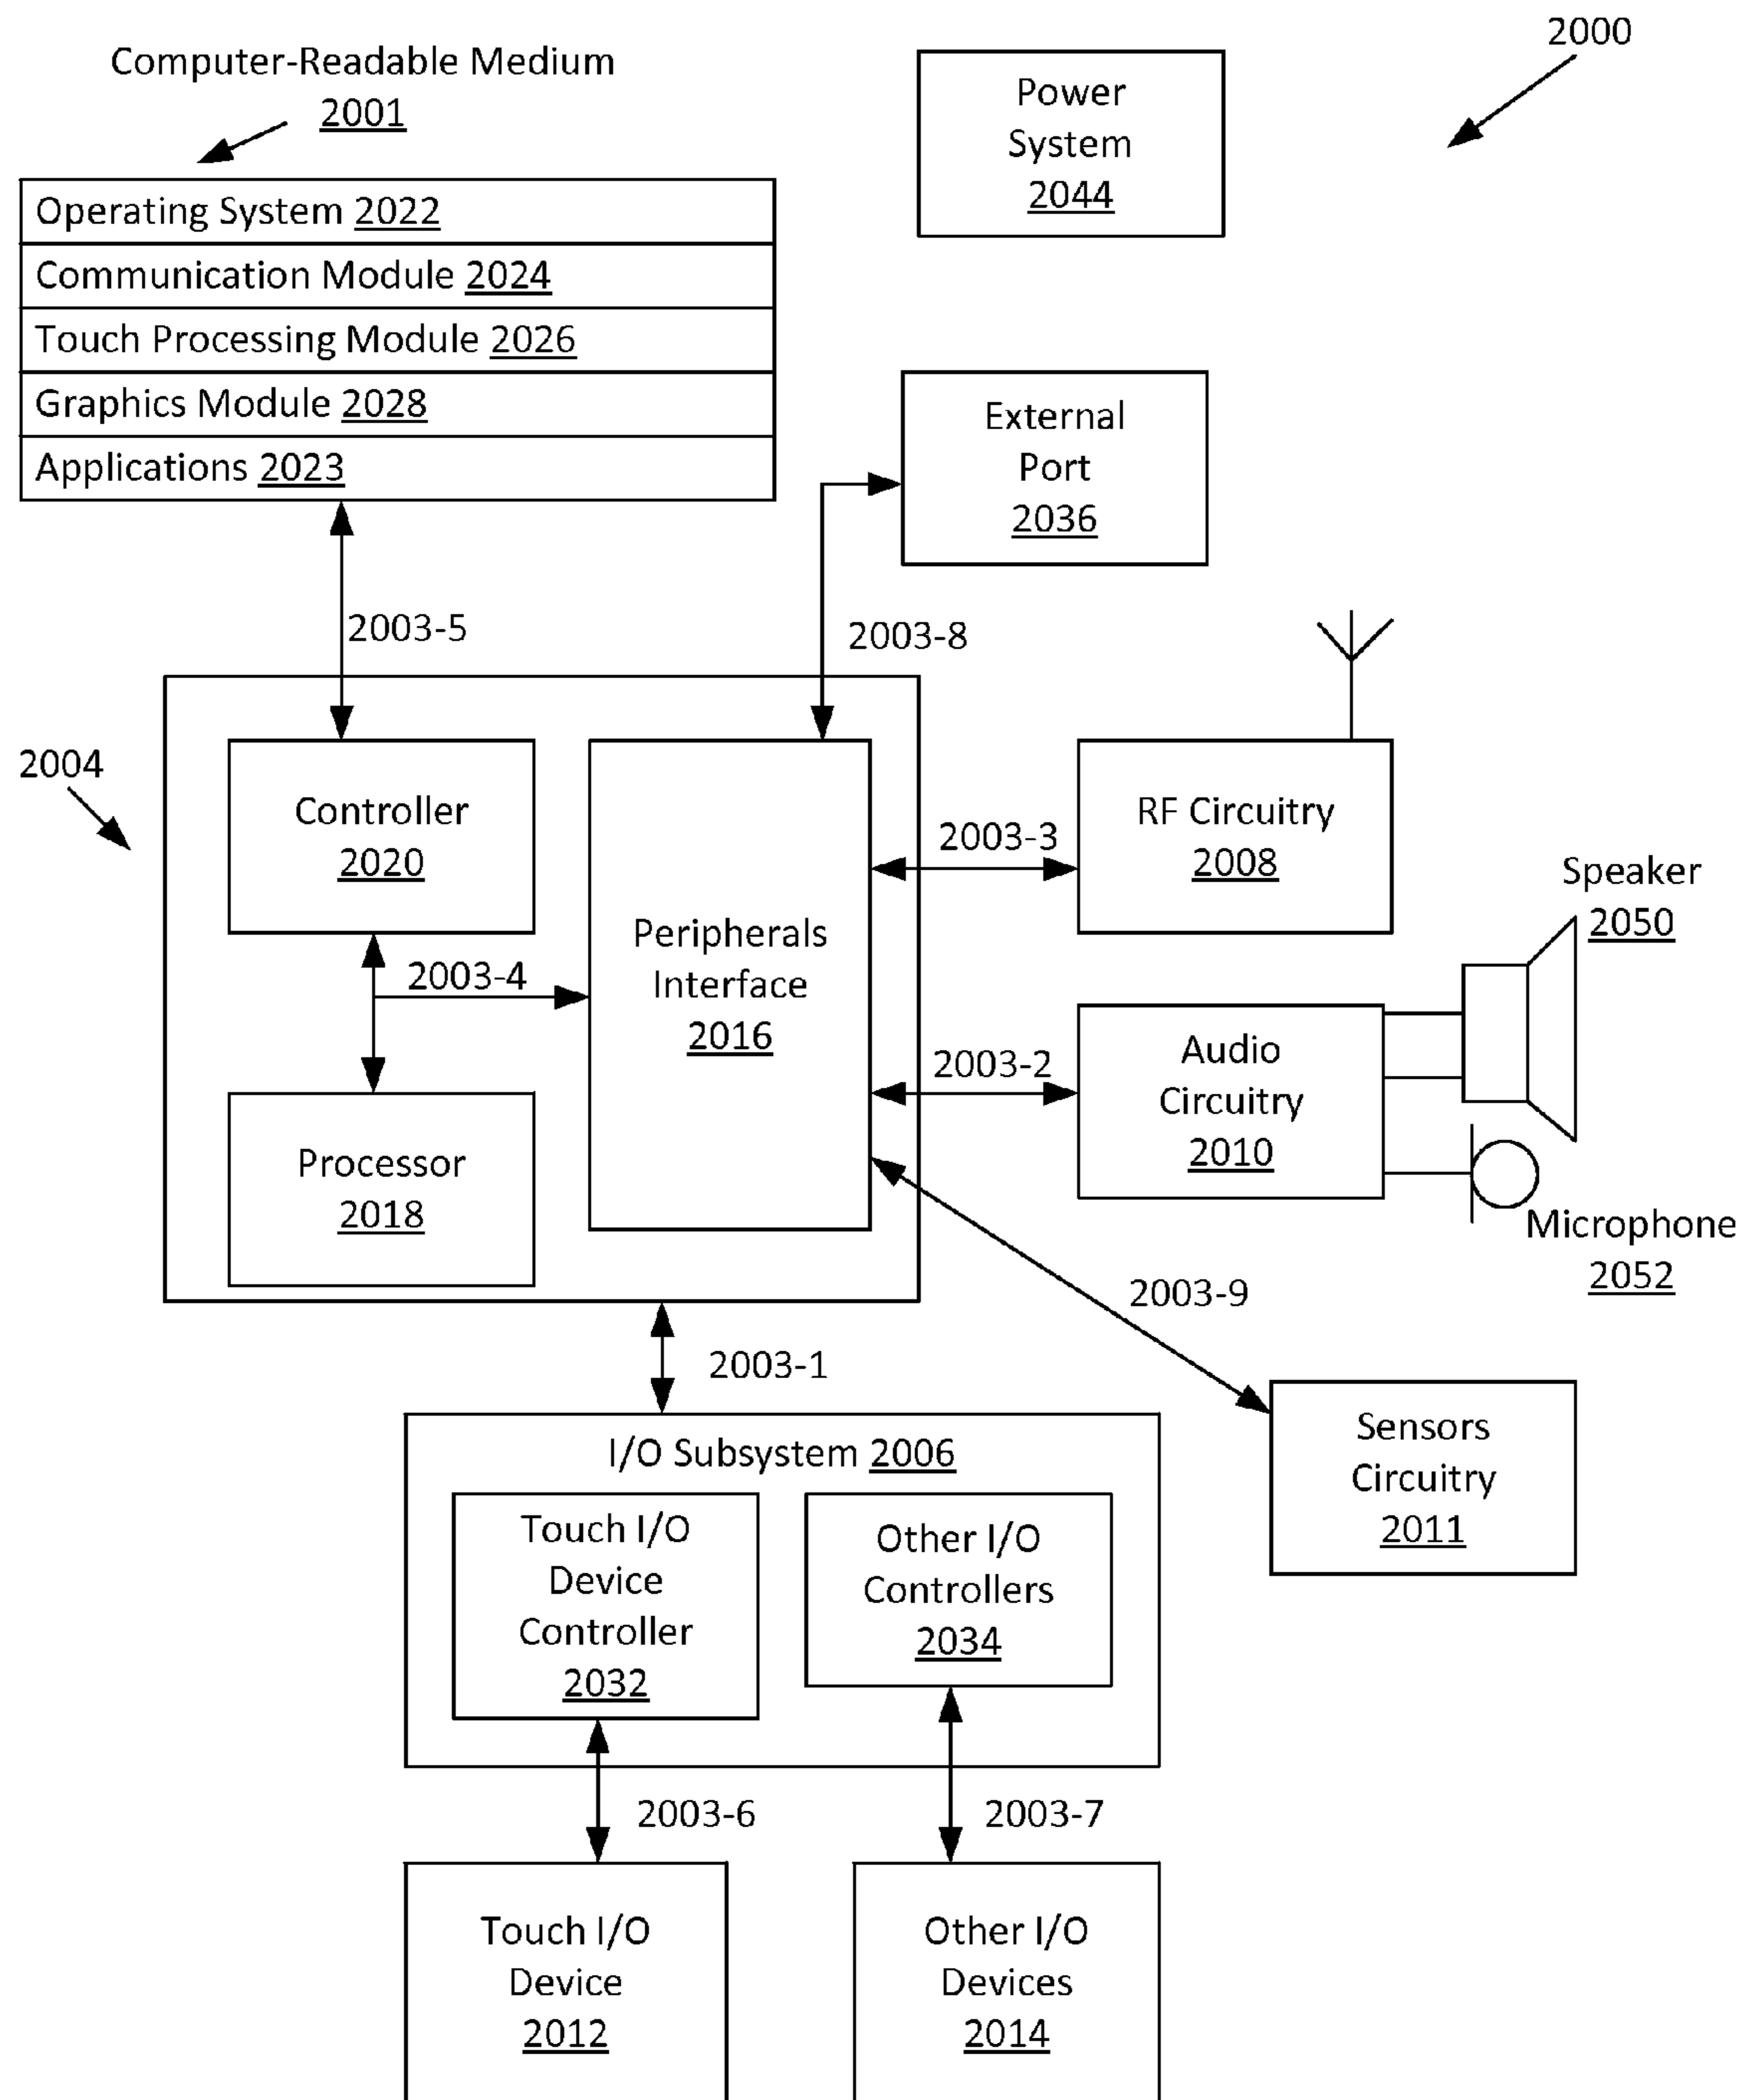 2000
Computer-Readable Medium
2001
Power
System
2044
Operating System 2022
Communication Module 2024
Touch Processing Module 2026
Graphics Module 2028
Applications 2023
External
Port
2036
2003-5
2003-8
2004
Controller
2020
RF Circuitry
2008
2003-3
Speaker
2050
Peripherals
Interface
2016
2003-4
2003-2
Audio
Circuitry
2010
Processor
2018
Microphone
2052
2003-9
2003-1
Sensors
Circuitry
2011
I/O Subsystem 2006
Touch I/O
Device
Controller
2032
Other I/O
Controllers
2034
2003-6
2003-7
Touch I/O
Device
2012
Other I/O
Devices
2014